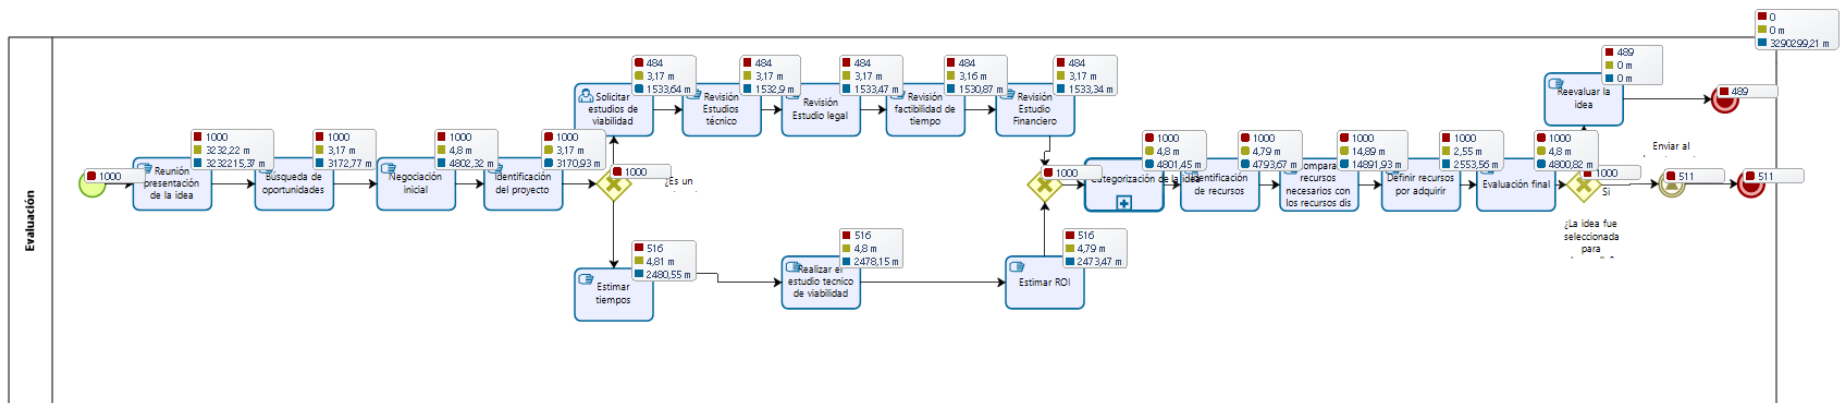 0
0 m
3290299,21 m
Evaluación
1000
1000
3232,22 m
3232215,37 m
Reunión
presentación
de la idea
1000
3,17 m
3172,77 m
Búsqueda de
oportunidades
1000
4,8 m
4802,32 m
Negociación
inicial
1000
3,17 m
3170,93 m
Identificación
del proyecto
1000
¿Es un
484
3,17 m
1533,64 m
Solicitar
estudios de
viabilidad
484
3,17 m
1532,9 m
Revisión
Estudios
técnico
484
3,17 m
1533,47 m
Revisión
Estudio legal
484
3,16 m
1530,87 m
Revisión
factibilidad de
tiempo
484
3,17 m
1533,34 m
Revisión
Estudio
Financiero
516
4,81 m
2480,55 m
Estimar
tiempos
516
4,8 m
2478,15 m
Realizar el
estudio tecnico
de viabilidad
516
4,79 m
2473,47 m
Estimar ROI
1000
1000
4,8 m
4801,45 m
Categorización de la idea
1000
4,79 m
4793,67 m
Identificación
de recursos
1000
14,89 m
14891,93 m
recursos
necesarios con
los recursos dis
1000
2,55 m
2553,56 m
Definir recursos
por adquirir
1000
4,8 m
4800,82 m
Evaluación final
1000
Si
¿La idea fue
seleccionada
para
489
0 m
0 m
Reevaluar la
idea
489
Enviar al
511
511